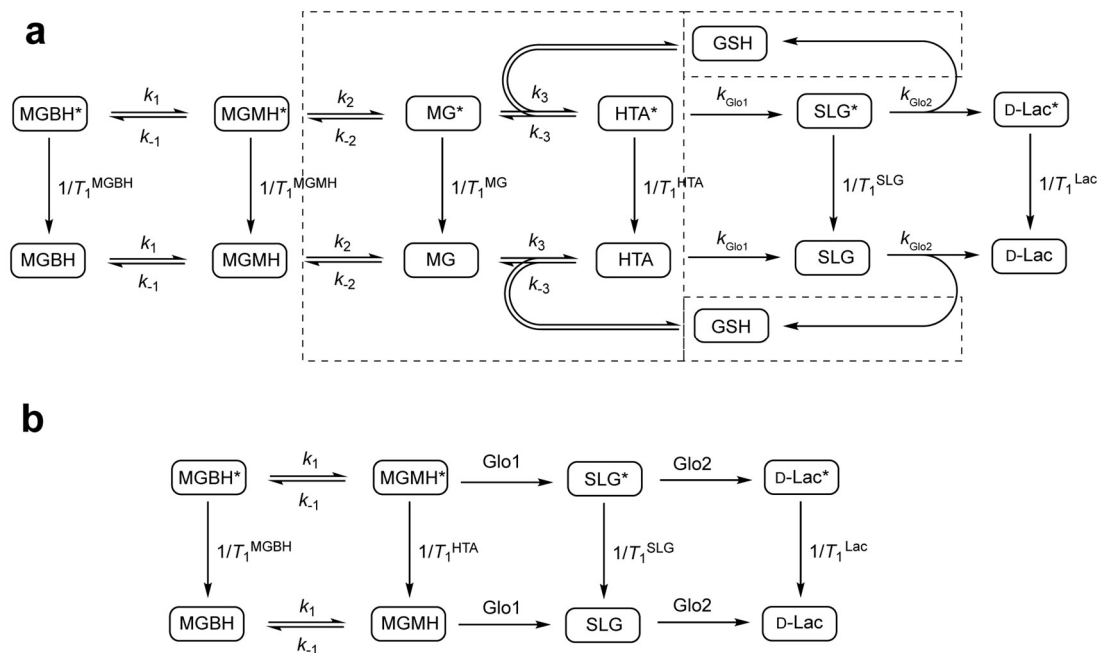 a
GSH
k3
k1 k2 kGlo1 kGlo2
MGBH* MGMH* MG* HTA* SLG* D-Lac*
k-1 k-2 k-3
1/T1MGBH 1/T1MGMH 1/T1MG 1/T1HTA 1/T1SLG 1/T1Lac
k1 k2 k3 kGlo1 kGlo2
MGBH MGMH MG HTA SLG D-Lac
k-1 k-2 k-3
GSH
b
k1 Glo1 Glo2
MGBH* MGMH* SLG* D-Lac*
k-1
1/T1MGBH 1/T1HTA 1/T1SLG 1/T1Lac
k1 Glo1 Glo2
MGBH MGMH SLG D-Lac
k-1